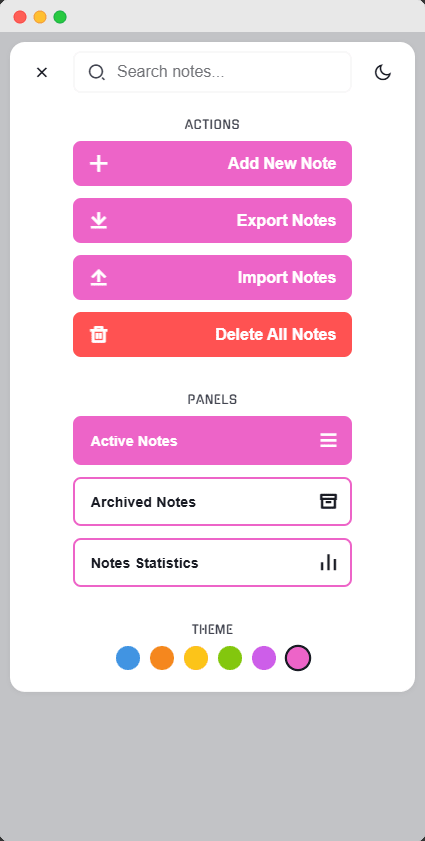 Search notes...
ACTIONS
Add New Note
Export Notes
Import Notes
Delete All Notes
PANELS
Active Notes
Archived Notes
Notes Statistics
THEME